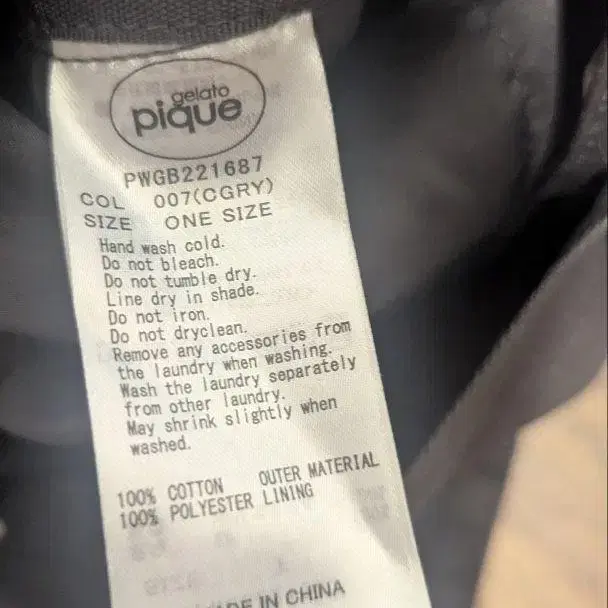 gelato
pique
PWGB221687
COL 007(CGRY)
SIZE ONE SIZE
Hand wash cold.
Do not bleach.
Do not tumble dry.
Line dry in shade.
Do not iron.
Do not dryclean.
Remove any accessories from
the laundry when washing.
Wash the laundry separately
from other laundry.
May shrink slightly when
washed.
100% COTTON OUTER MATERIAL
100% POLYESTER LINING
IN CHINA